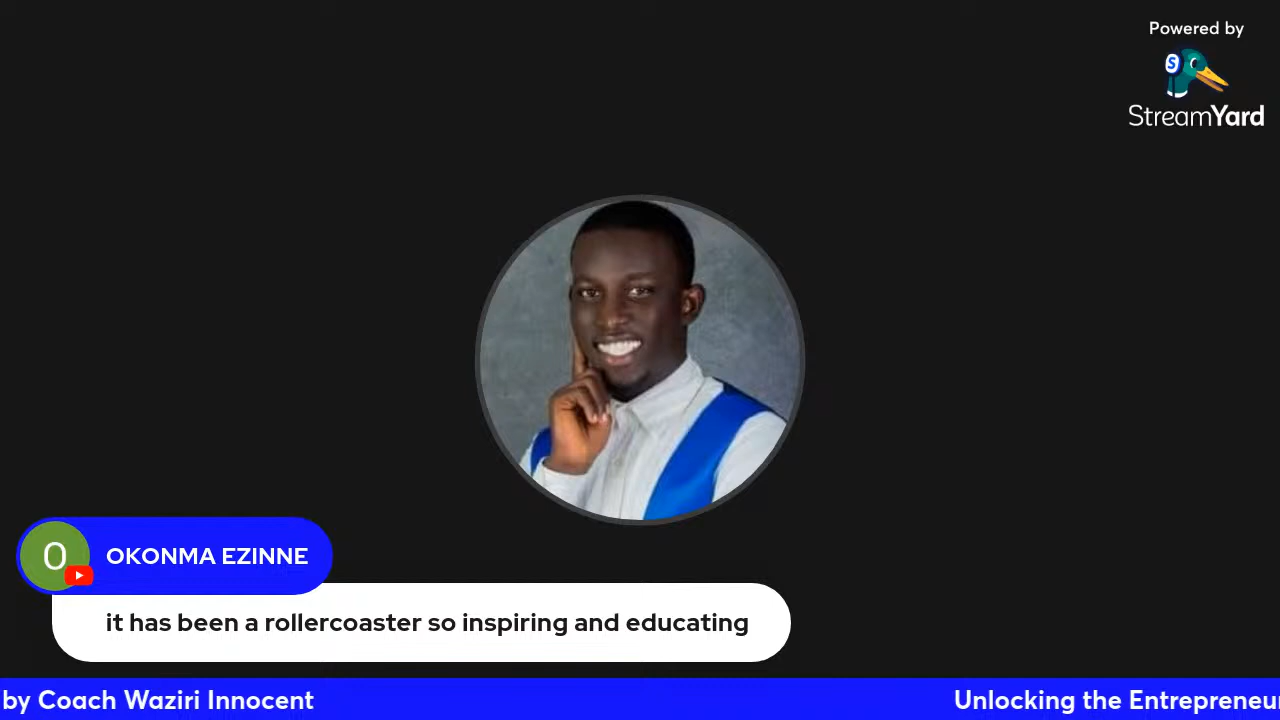 Powered by
S
StreamYard
O
OKONMA EZINNE
it has been a rollercoaster so inspiring and educating
by Coach Waziri Innocent
Unlocking the Entrepreneur